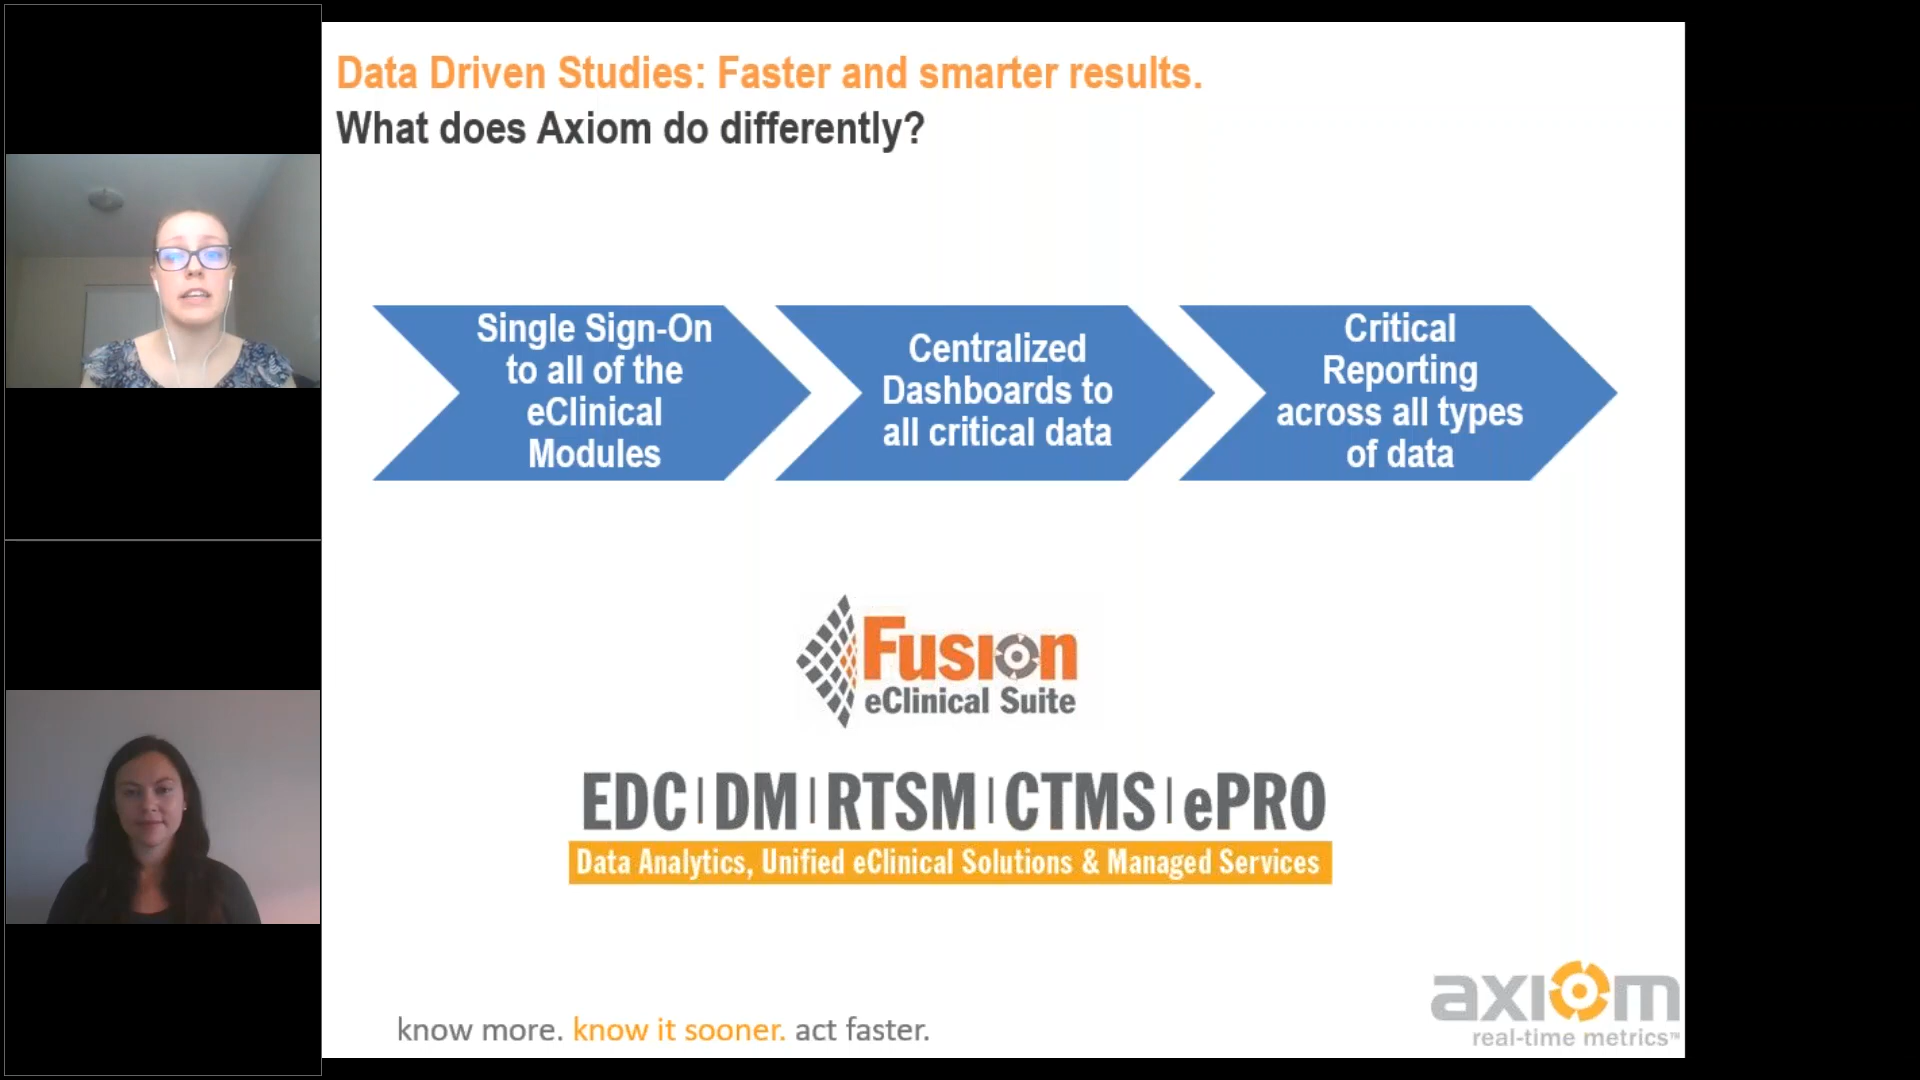 Data Driven Studies: Faster and smarter results.
What does Axiom do differently?
Single Sign-On
to all of the
eClinical
Modules
Centralized
Dashboards to
all critical data
Critical
Reporting
across all types
of data
Fusion
eClinical Suite
EDC|DM|RTSM|CTMS|ePRO
Data Analytics, Unified eClinical Solutions & Managed Services
know more. know it sooner. act faster.
axiom
real-time metrics™